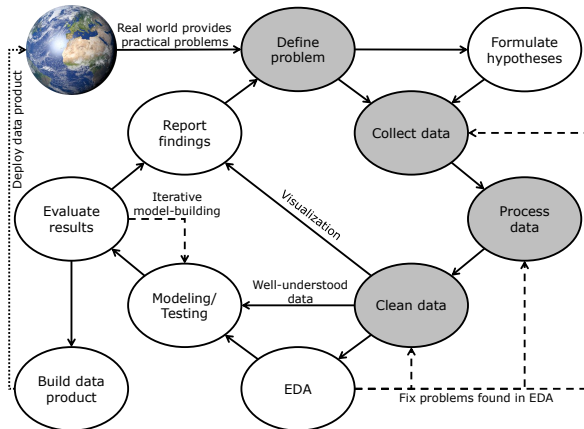 Real world provides
practical problems
Define
problem
Formulate
hypotheses
Report
findings
Collect data
Deploy data product
Evaluate
results
Iterative
model-building
Visualization
Process
data
Modeling/
Testing
Well-understood
data
Clean data
Build data
product
EDA
Fix problems found in EDA